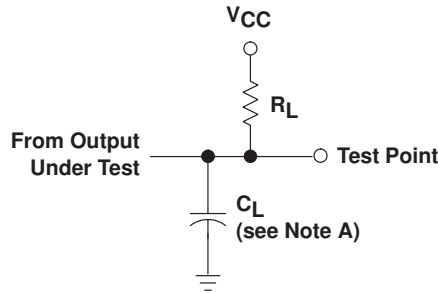 VCC
RL
From Output
Under Test
Test Point
CL
(see Note A)